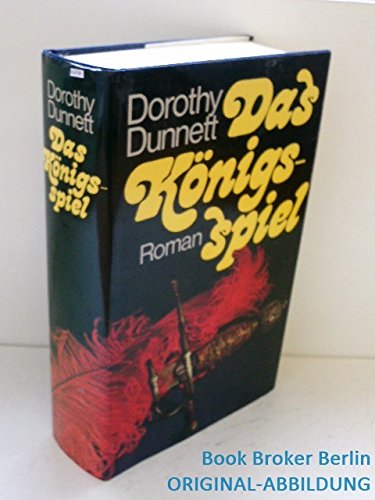 Dorothy
Dunnett
Das
Königs-
spiel
Dorothy
Dunnett
Das
Königs-
spiel
Roman
Book Broker Berlin
ORIGINAL-ABBILDUNG